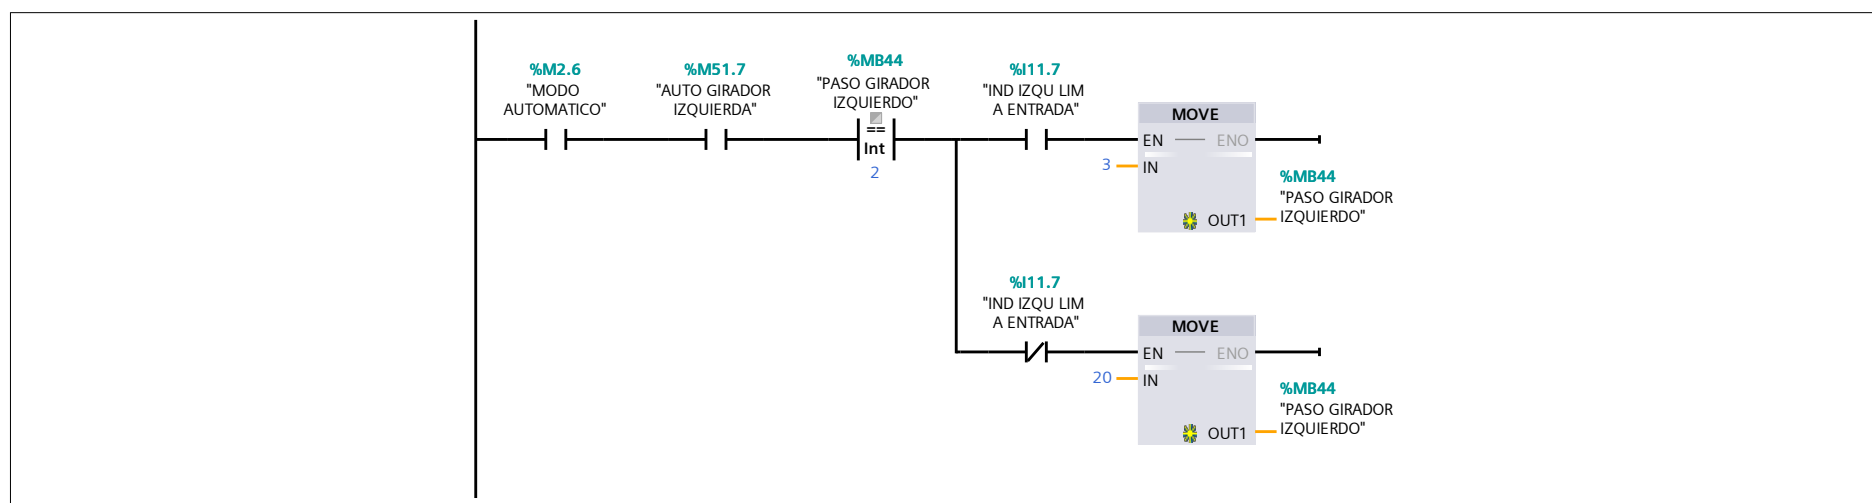 %M2.6
"MODO
AUTOMATICO"
%M51.7
"AUTO GIRADOR
IZQUIERDA"
%MB44
"PASO GIRADOR
IZQUIERDO"
==
Int
2
%I11.7
"IND IZQU LIM
A ENTRADA"
MOVE
EN
ENO
3
IN
OUT1
%MB44
"PASO GIRADOR
IZQUIERDO"
%I11.7
"IND IZQU LIM
A ENTRADA"
MOVE
EN
ENO
20
IN
OUT1
%MB44
"PASO GIRADOR
IZQUIERDO"